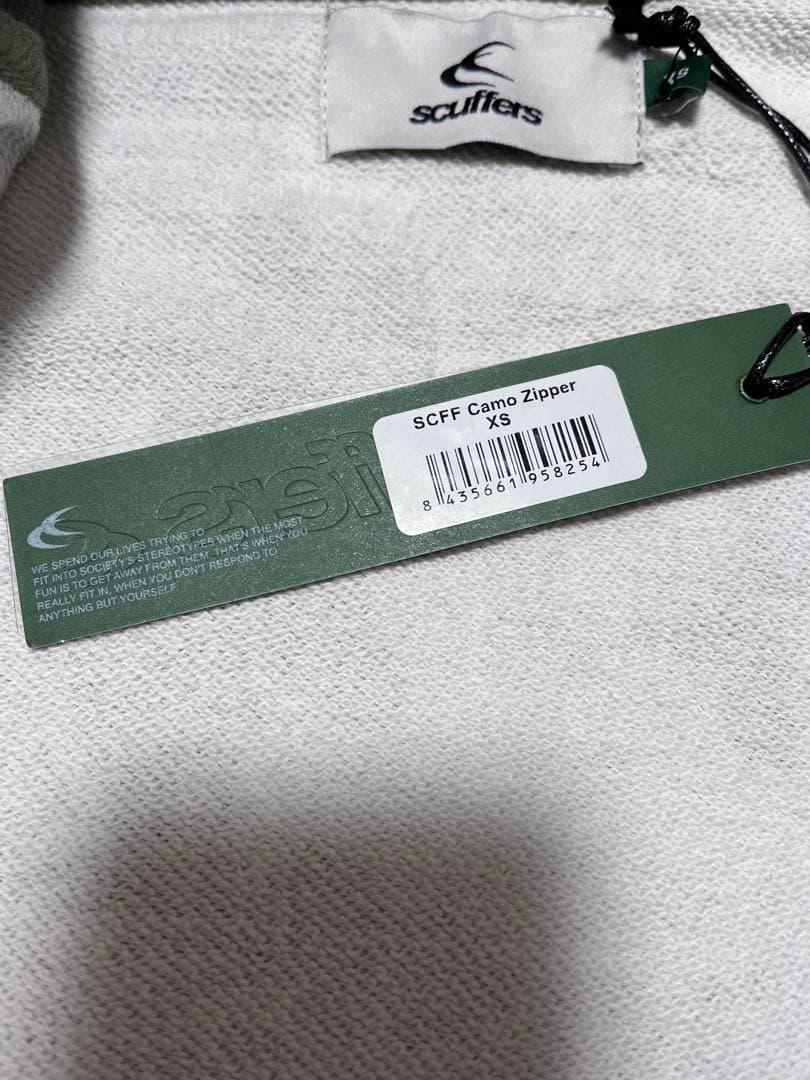 scuffers
XS
SCFF Camo Zipper
XS
8 435661 958254
WE SPEND OUR LIVES TRYING TO
FIT INTO SOCIETY'S STEREOTYPES WHEN THE MOST
FUN IS TO GET AWAY FROM THEM. THAT'S WHEN YOU
REALLY FIT IN, WHEN YOU DON'T RESPOND TO
ANYTHING BUT YOURSELF